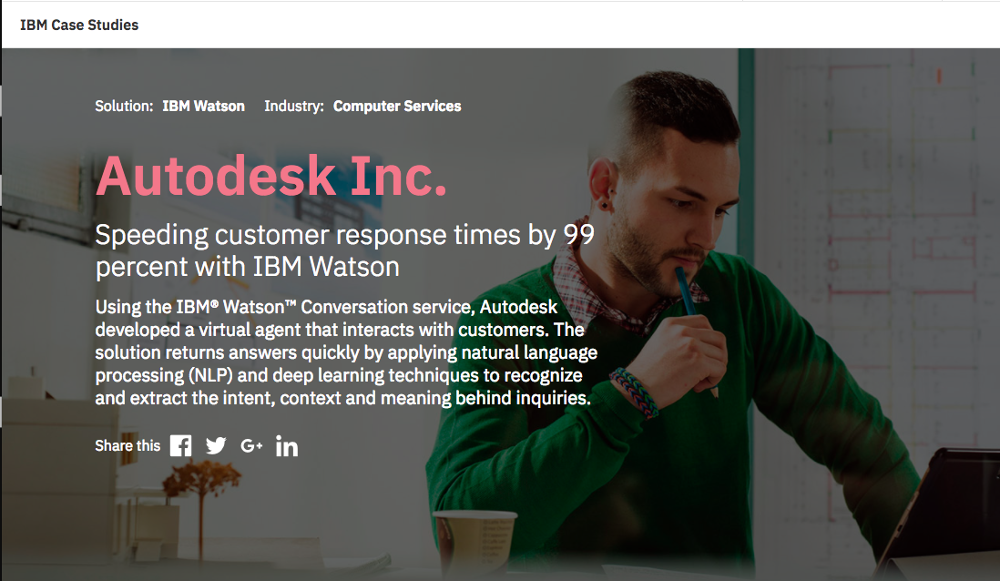 IBM Case Studies
Solution: IBM Watson Industry: Computer Services
Autodesk Inc.
Speeding customer response times by 99
percent with IBM Watson
Using the IBM® Watson™ Conversation service, Autodesk
developed a virtual agent that interacts with customers. The
solution returns answers quickly by applying natural language
processing (NLP) and deep learning techniques to recognize
and extract the intent, context and meaning behind inquiries.
Share this